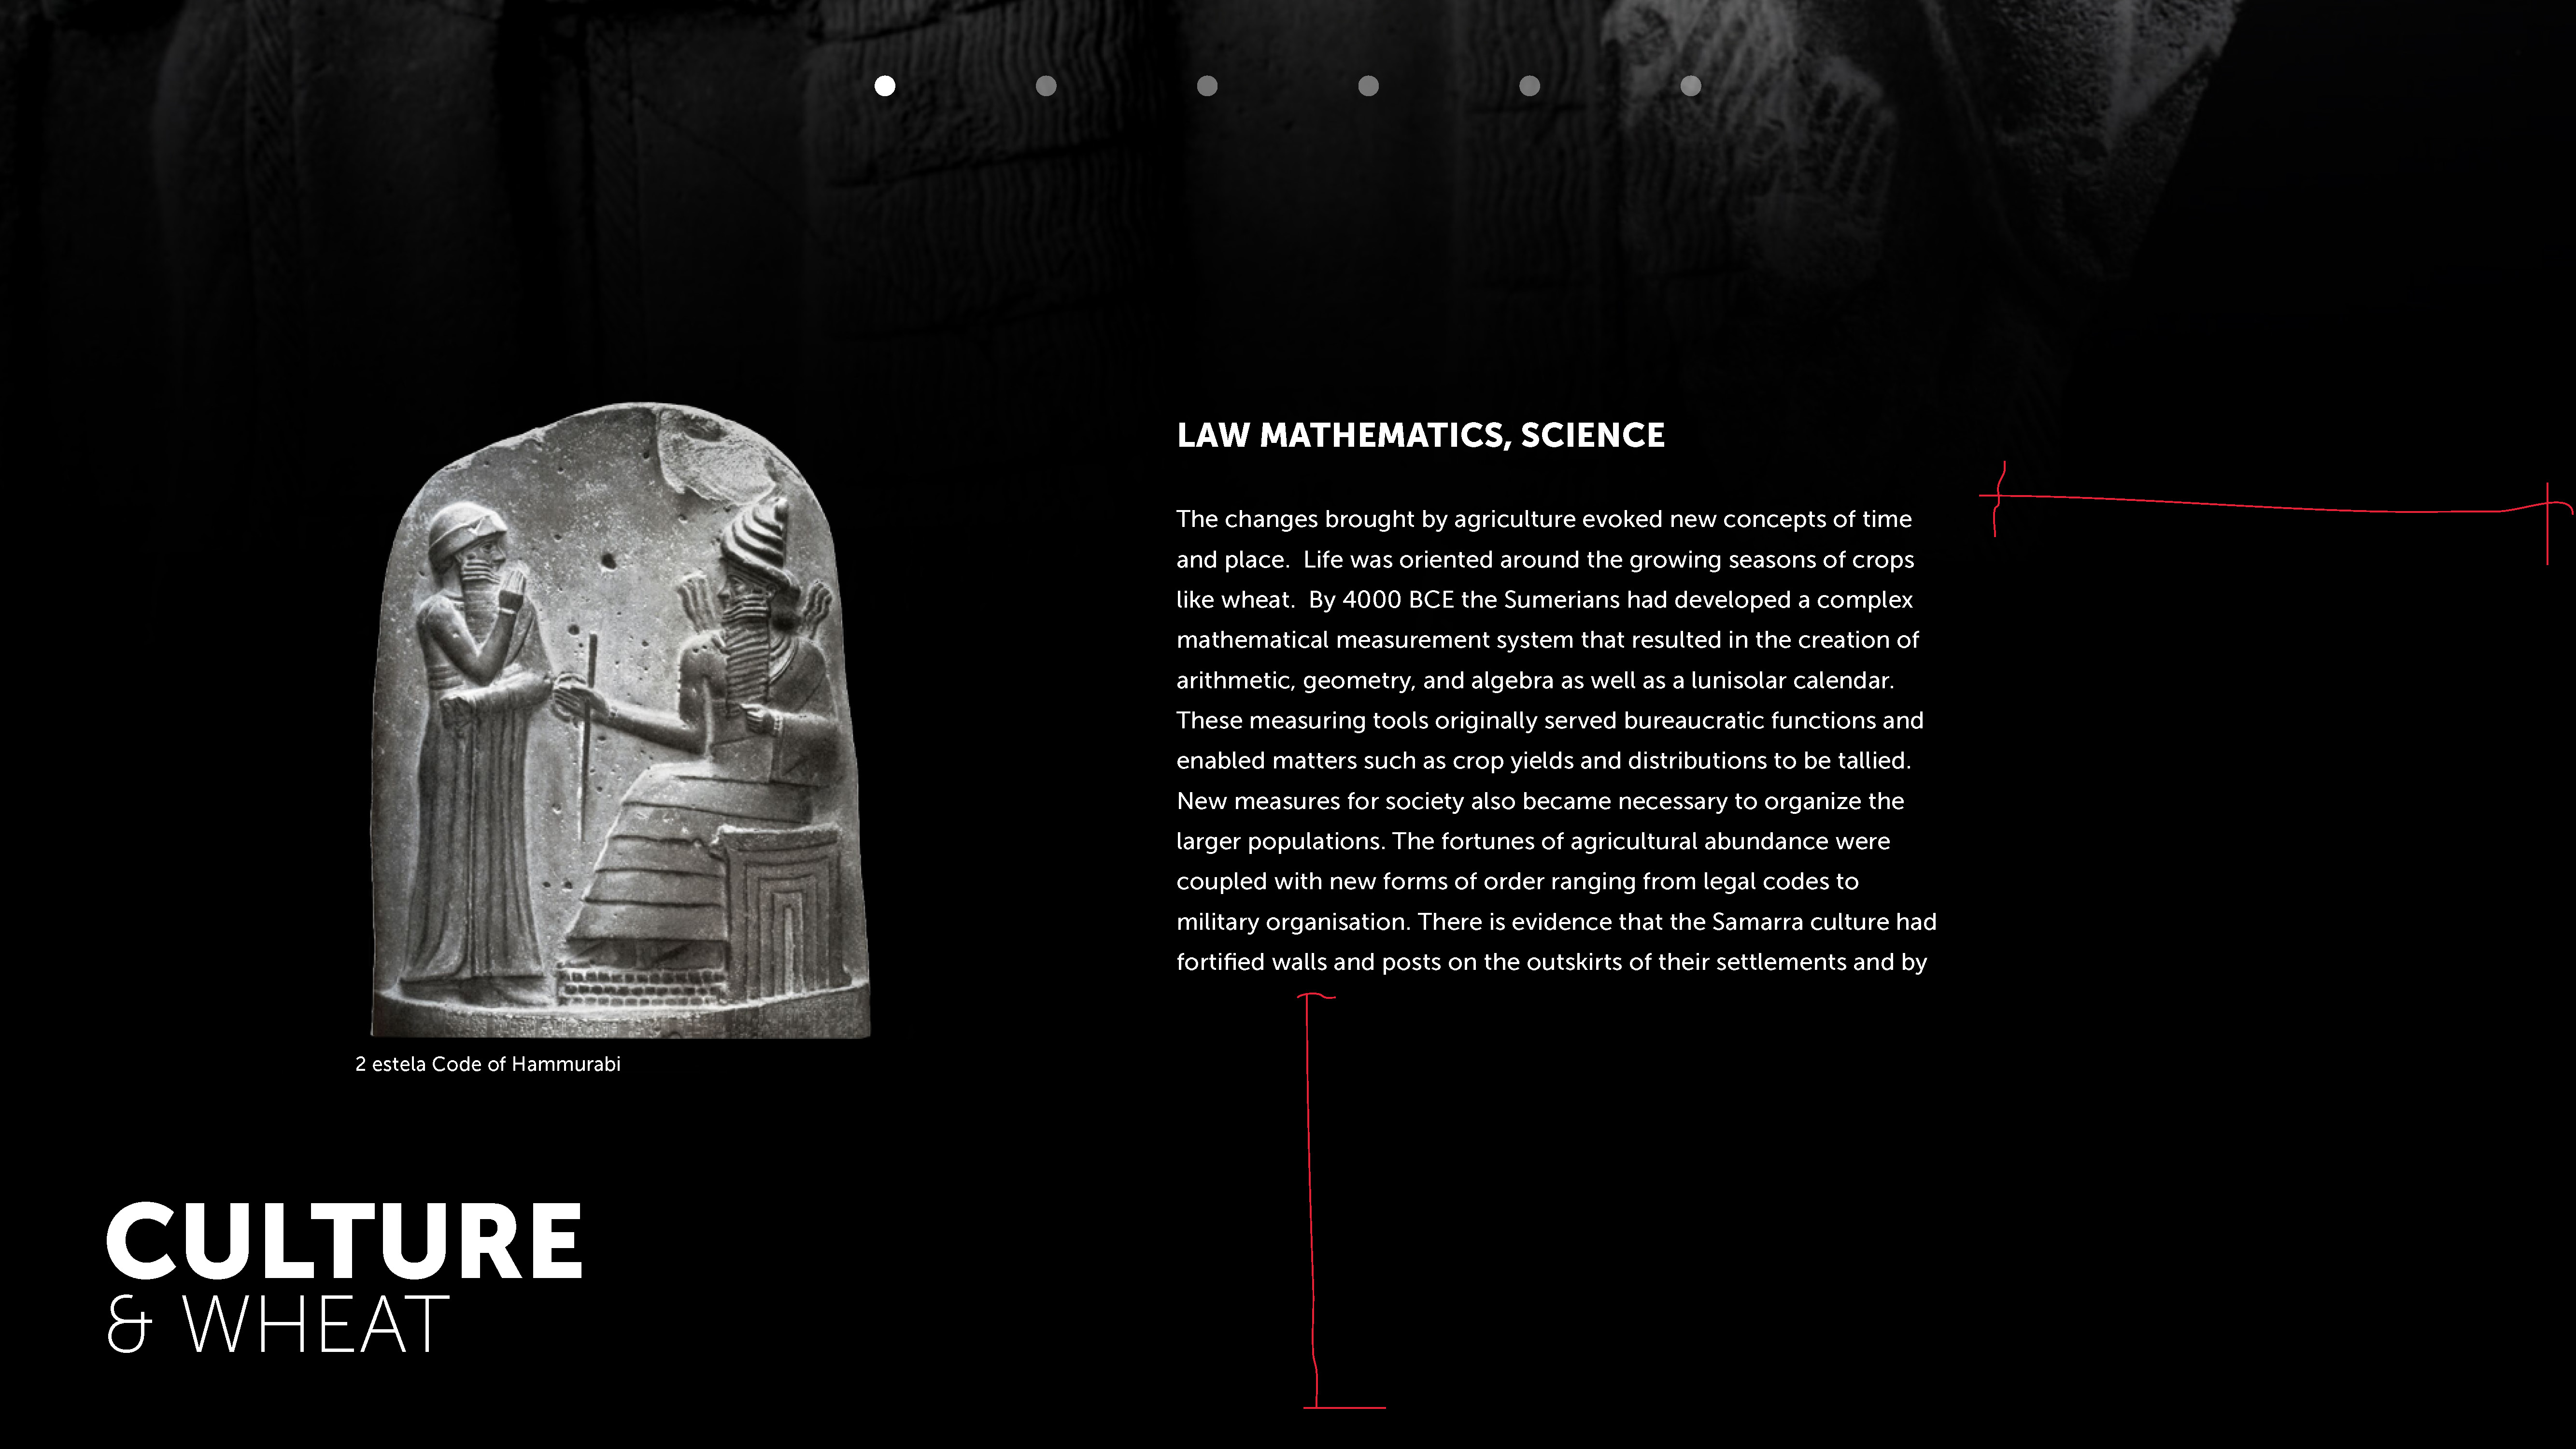 LAW MATHEMATICS, SCIENCE
The changes brought by agriculture evoked new concepts of time
and place.  Life was oriented around the growing seasons of crops
like wheat.  By 4000 BCE the Sumerians had developed a complex
mathematical measurement system that resulted in the creation of
arithmetic, geometry, and algebra as well as a lunisolar calendar.
These measuring tools originally served bureaucratic functions and
enabled matters such as crop yields and distributions to be tallied.
New measures for society also became necessary to organize the
larger populations. The fortunes of agricultural abundance were
coupled with new forms of order ranging from legal codes to
military organisation. There is evidence that the Samarra culture had
fortified walls and posts on the outskirts of their settlements and by
2 estela Code of Hammurabi
CULTURE
& WHEAT